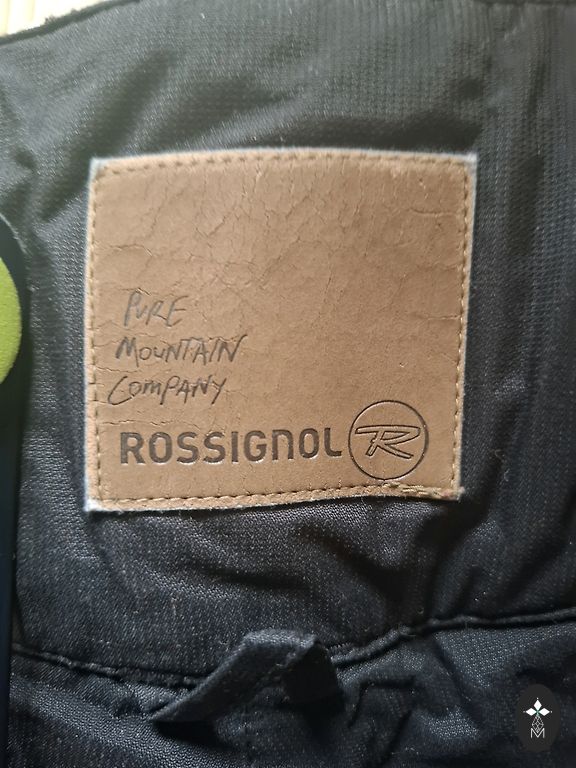 PURE
MOUNTAIN
COMPANY
ROSSIGNOL R
M